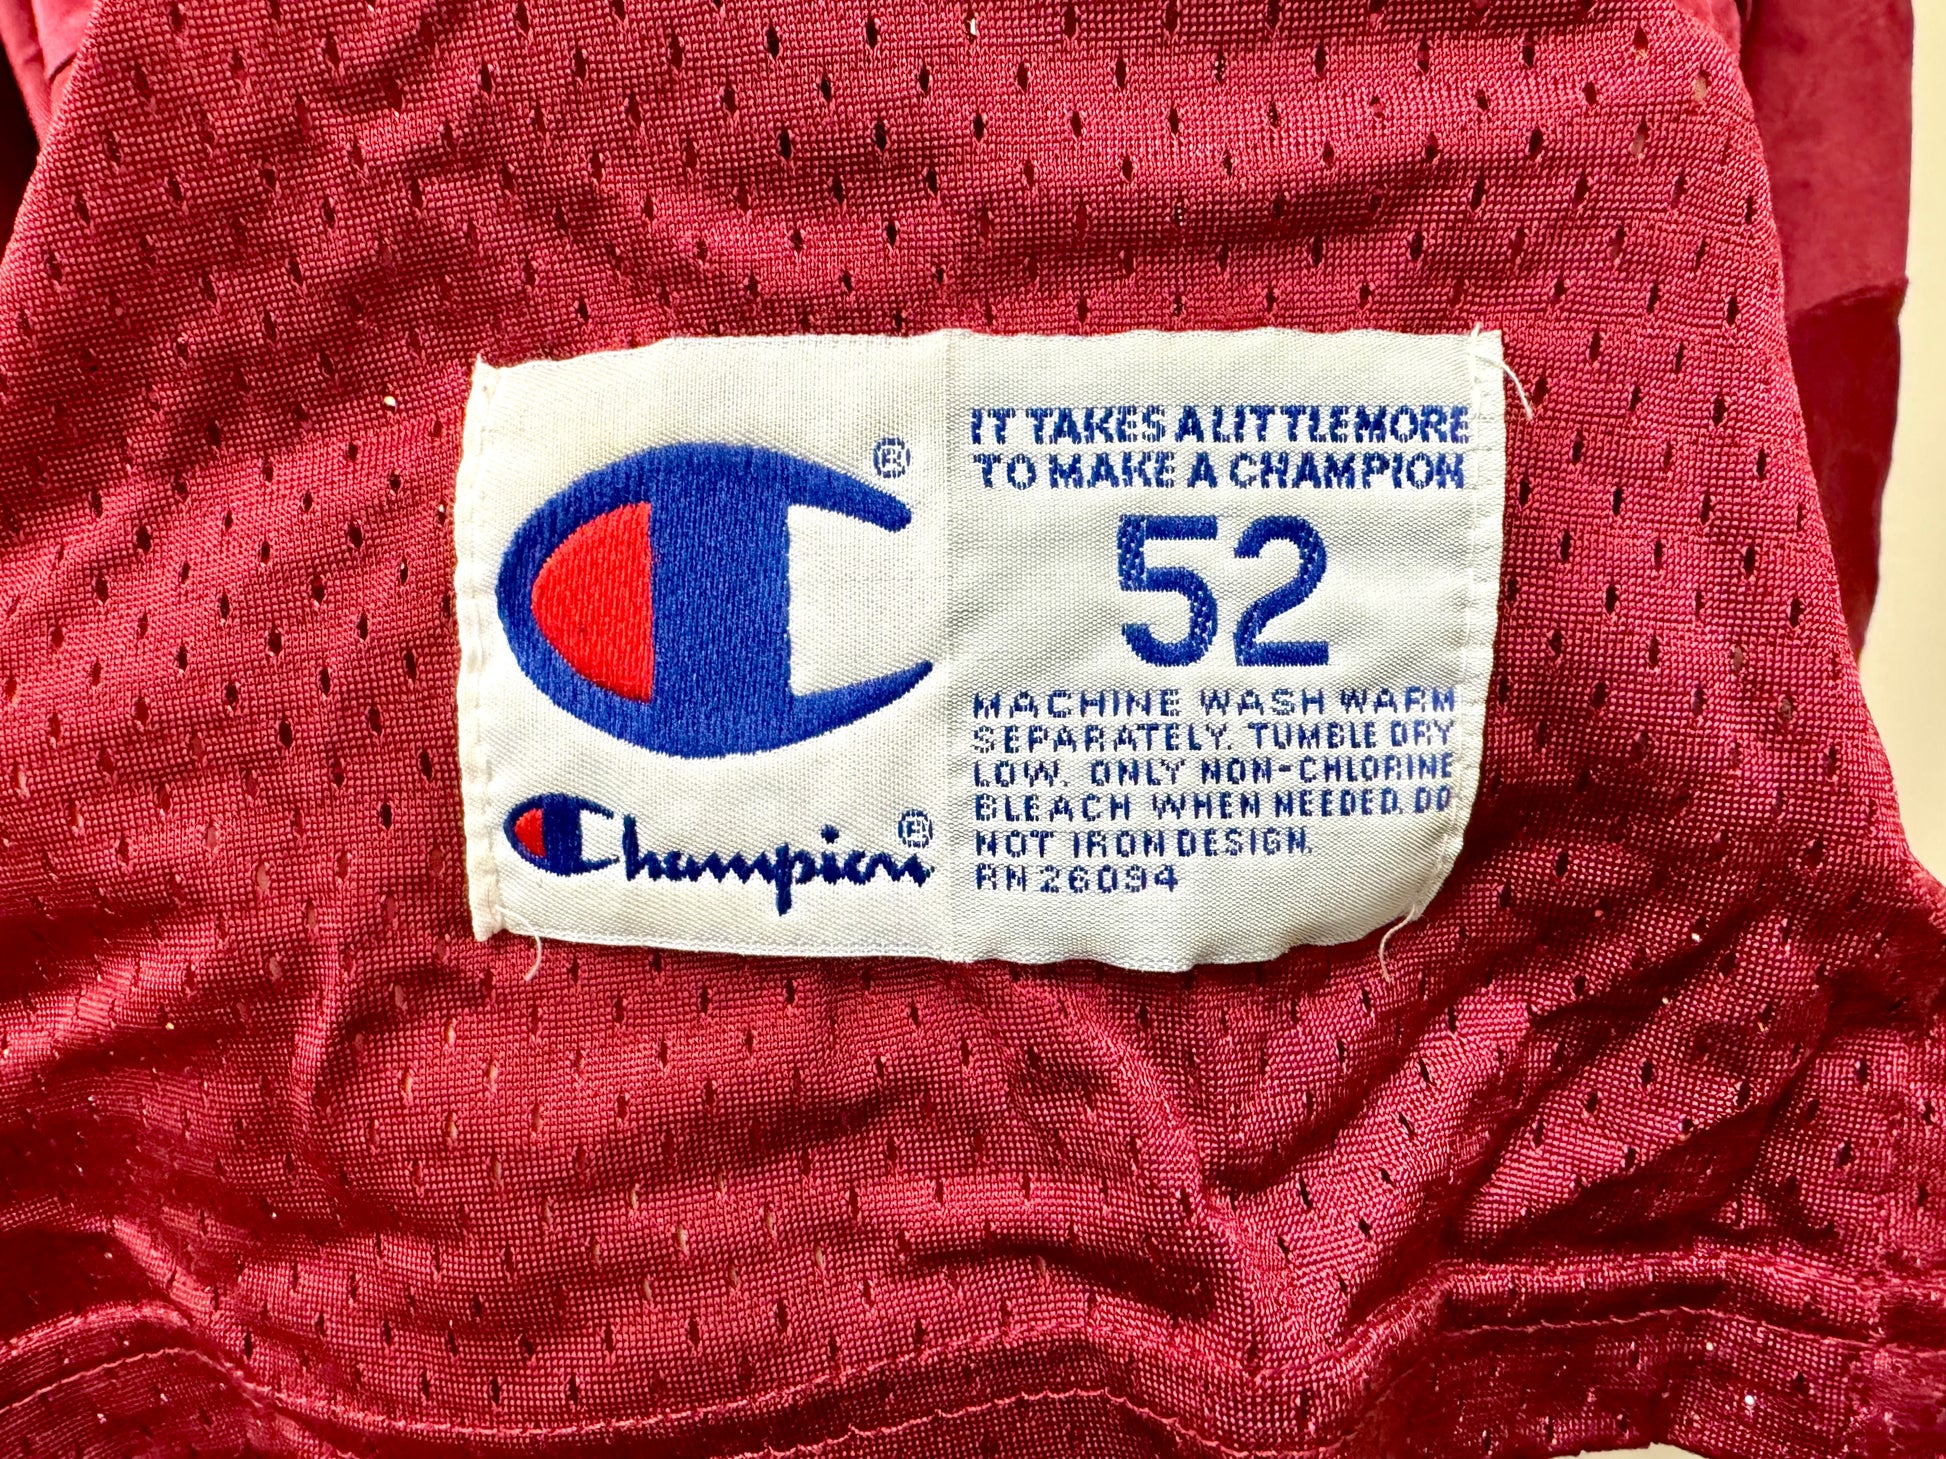 ®
Champion®
IT TAKES A LITTLE MORE
TO MAKE A CHAMPION
52
MACHINE WASH WARM
SEPARATELY. TUMBLE DRY
LOW. ONLY NON-CHLORINE
BLEACH WHEN NEEDED. DO
NOT IRON DESIGN.
RN 26094